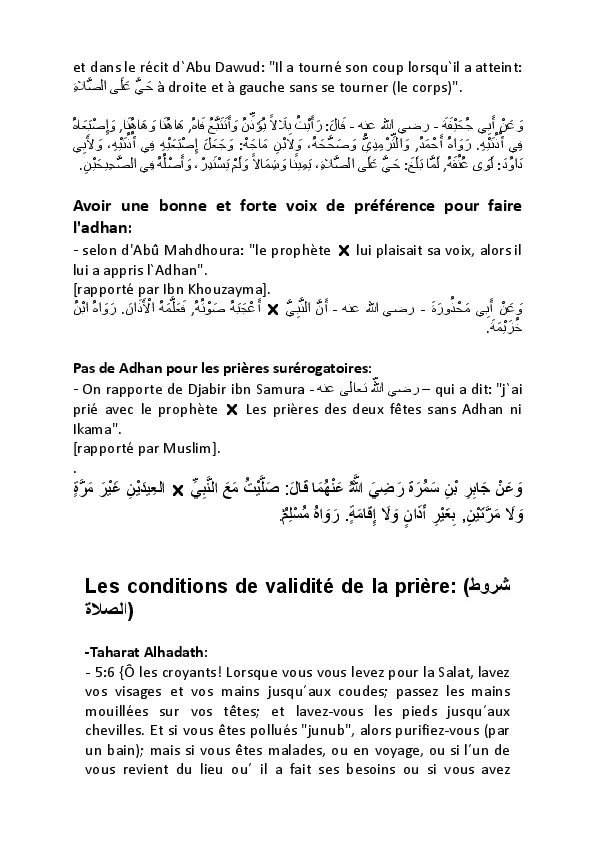 et dans le récit d`Abu Dawud: "Il a tourné son coup lorsqu`il a atteint:
حَيَّ عَلَى الصَّلَاةِ à droite et à gauche sans se tourner (le corps)".
وَعَنْ أَبِي جُحَيْفَةَ - رضي الله عنه - قَالَ: رَأَيْتُ بِلَالاً يُؤَذِّنُ وَأَتَتَبَّعُ فَاهُ, هَاهُنَا وَهَاهُنَا, وَإِصْبَعَاهُ
فِي أُذُنَيْهِ. رَوَاهُ أَحْمَدُ, وَالتِّرْمِذِيُّ وَصَحَّحَهُ، وَلِابْنِ مَاجَهْ: وَجَعَلَ إِصْبَعَيْهِ فِي أُذُنَيْهِ، وَلِأَبِي
دَاوُدَ: لَوَى عُنُقَهُ, لَمَّا بَلَغَ: حَيَّ عَلَى الصَّلَاةِ، يَمِينًا وَشِمَالاً وَلَمْ يَسْتَدِرْ، وَأَصْلُهُ فِي الصَّحِيحَيْنِ.
Avoir une bonne et forte voix de préférence pour faire
l'adhan:
- selon d'Abû Mahdhoura: "le prophète × lui plaisait sa voix, alors il
lui a appris l`Adhan".
[rapporté par Ibn Khouzayma].
وَعَنْ أَبِي مَحْذُورَةَ - رضي الله عنه - أَنَّ النَّبِيَّ × أَعْجَبَهُ صَوْتُهُ, فَعَلَّمَهُ الْأَذَانَ. رَوَاهُ ابْنُ
خُزَيْمَةَ.
Pas de Adhan pour les prières surérogatoires:
- On rapporte de Djabir ibn Samura - رضي الله تعالى عنه – qui a dit: "j`ai
prié avec le prophète × Les prières des deux fêtes sans Adhan ni
Ikama".
[rapporté par Muslim].
.
وَعَنْ جَابِرِ بْنِ سَمُرَةَ رَضِيَ اللَّهُ عَنْهُمَا قَالَ: صَلَّيْتُ مَعَ النَّبِيِّ × العِيدَيْنِ غَيْرَ مَرَّةٍ
وَلَا مَرَّتَيْنِ, بِغَيْرِ أَذَانٍ وَلَا إِقَامَةٍ. رَوَاهُ مُسْلِمٌ.
Les conditions de validité de la prière: (شروط
الصلاة)
-Taharat Alhadath:
- 5:6 {Ô les croyants! Lorsque vous vous levez pour la Salat, lavez
vos visages et vos mains jusqu’aux coudes; passez les mains
mouillées sur vos têtes; et lavez-vous les pieds jusqu’aux
chevilles. Et si vous êtes pollués "junub", alors purifiez-vous (par
un bain); mais si vous êtes malades, ou en voyage, ou si l’un de
vous revient du lieu ou’ il a fait ses besoins ou si vous avez